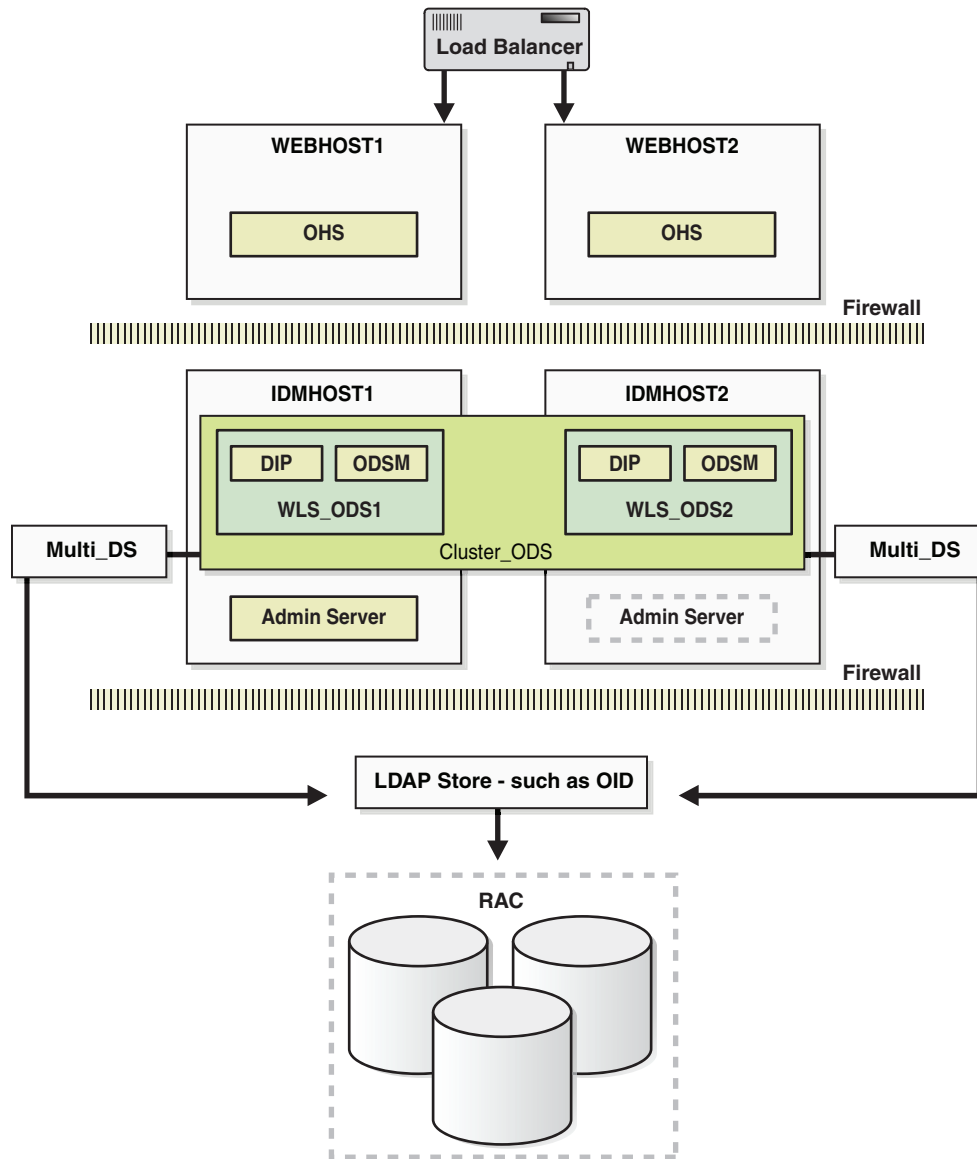 Load Balancer
WEBHOST1
WEBHOST2
OHS
OHS
Firewall
IDMHOST1
IDMHOST2
DIP
ODSM
DIP
ODSM
WLS_ODS1
WLS_ODS2
Multi_DS
Cluster_ODS
Multi_DS
Admin Server
Admin Server
Firewall
LDAP Store - such as OID
RAC